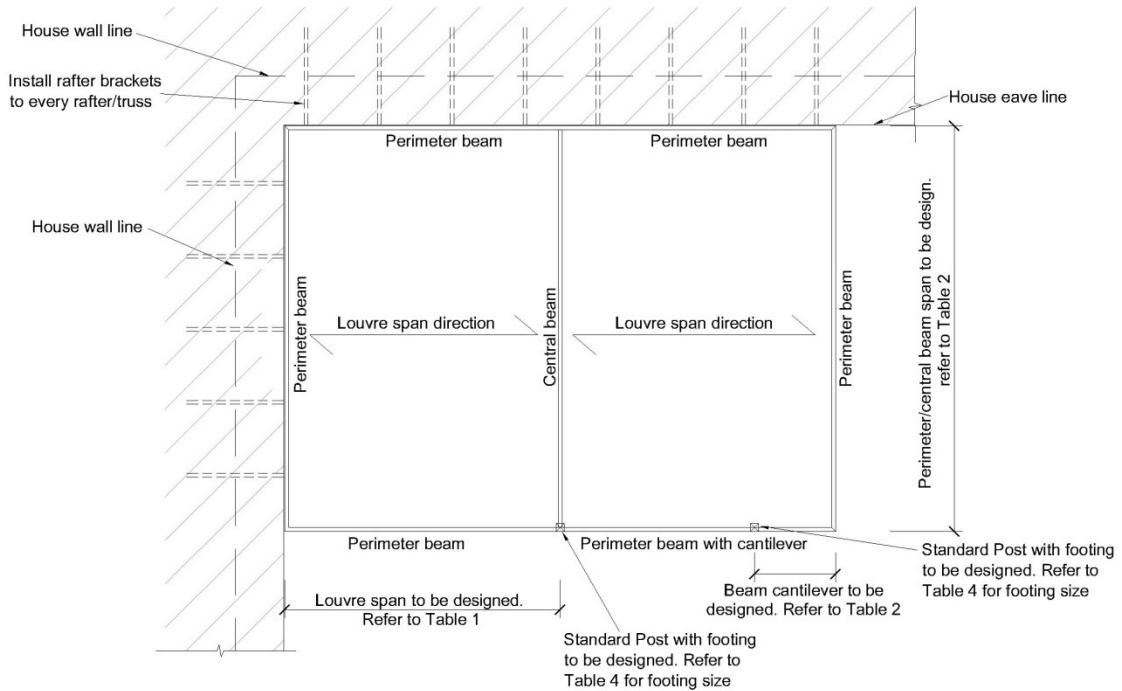 House wall line
Install rafter brackets
to every rafter/truss
House eave line
Perimeter beam
Perimeter beam
House wall line
Perimeter beam
Louvre span direction
Central beam
Louvre span direction
Perimeter beam
Perimeter/central beam span to be design.
refer to Table 2
Perimeter beam
Perimeter beam with cantilever
Standard Post with footing
to be designed. Refer to
Table 4 for footing size
Louvre span to be designed.
Refer to Table 1
Beam cantilever to be
designed. Refer to Table 2
Standard Post with footing
to be designed. Refer to
Table 4 for footing size